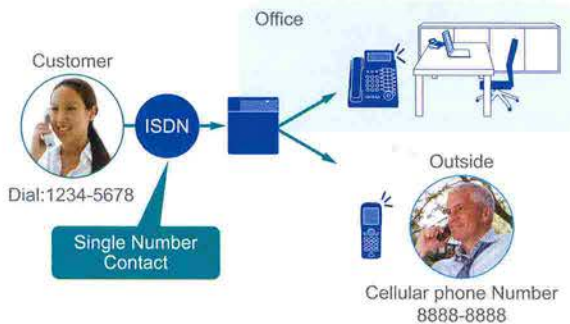 Office
Customer
ISDN
Dial:1234-5678
Single Number
Contact
Outside
Cellular phone Number
8888-8888